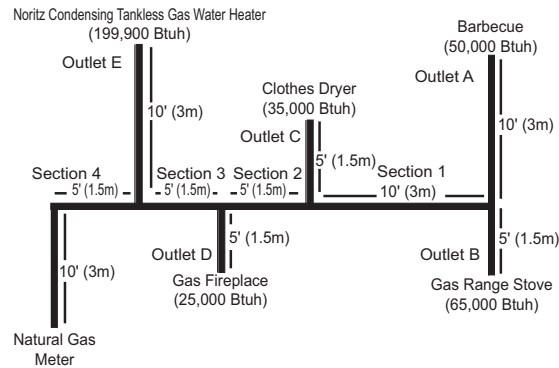 Noritz Condensing Tankless Gas Water Heater
(199,900 Btuh)
Outlet E
10' (3m)
Barbecue
(50,000 Btuh)
Outlet A
10' (3m)
Clothes Dryer
(35,000 Btuh)
Outlet C
5' (1.5m)
Section 4
5' (1.5m)
Section 3
5' (1.5m)
Section 2
5' (1.5m)
Section 1
10' (3m)
10' (3m)
Natural Gas
Meter
Outlet D
5' (1.5m)
Gas Fireplace
(25,000 Btuh)
Outlet B
5' (1.5m)
Gas Range Stove
(65,000 Btuh)